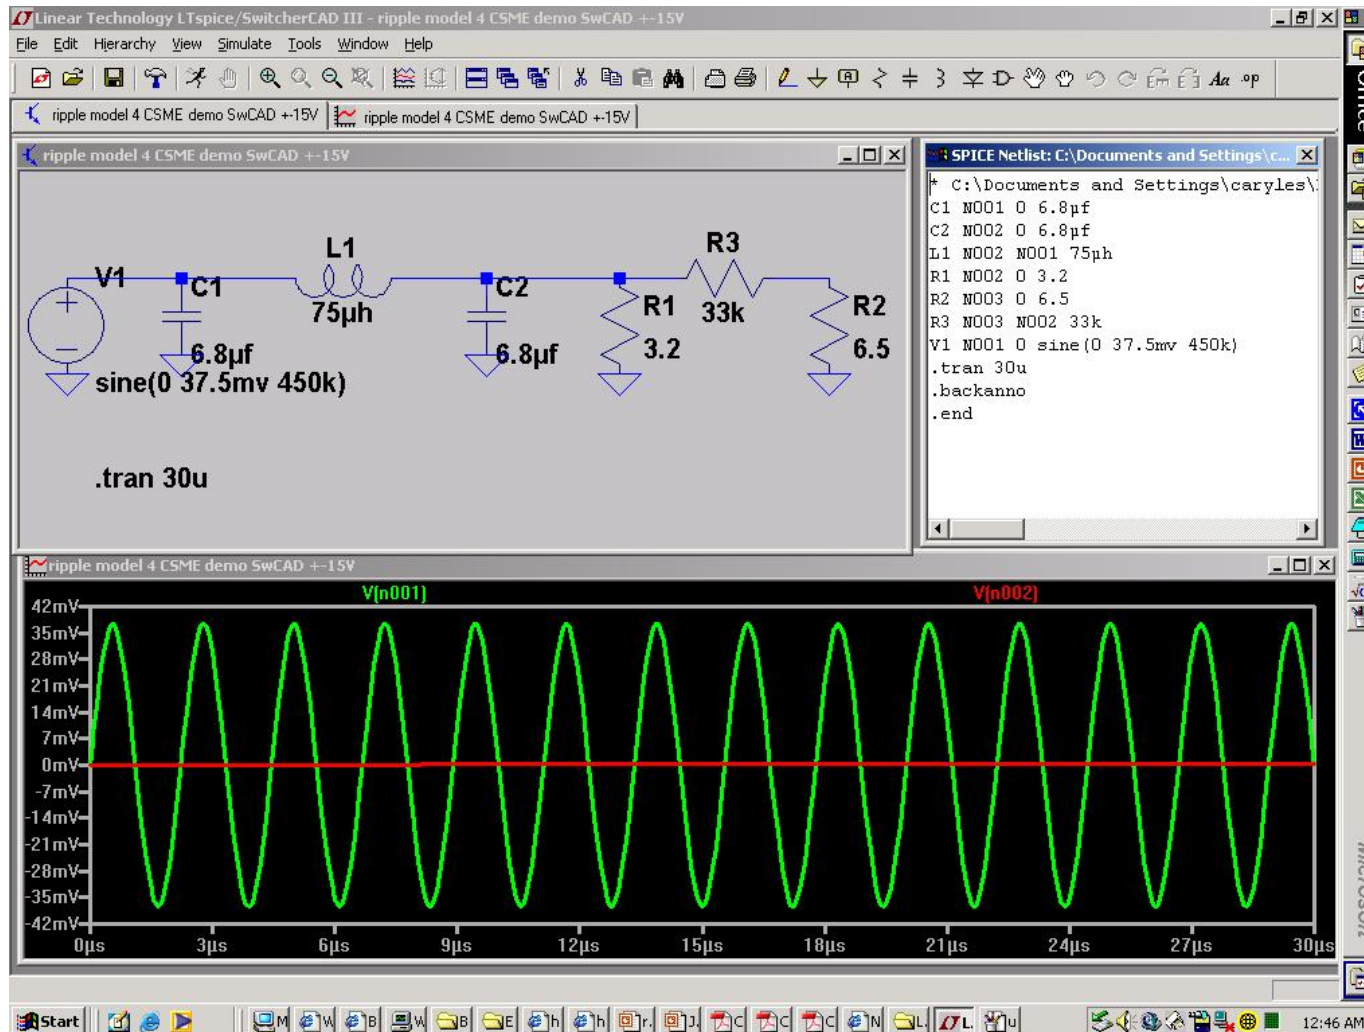 Linear Technology LTspice/SwitcherCAD III - ripple model 4 CSME demo SwCAD +-15V
File Edit Hierarchy View Simulate Tools Window Help
Aa .op
ripple model 4 CSME demo SwCAD +-15V
ripple model 4 CSME demo SwCAD +-15V
ripple model 4 CSME demo SwCAD +-15V
V1
C1
6.8µf
L1
75µh
C2
6.8µf
R1
3.2
R3
33k
R2
6.5
sine(0 37.5mv 450k)
.tran 30u
SPICE Netlist: C:\Documents and Settings\c...
* C:\Documents and Settings\caryles\
C1 N001 0 6.8µf
C2 N002 0 6.8µf
L1 N002 N001 75µh
R1 N002 0 3.2
R2 N003 0 6.5
R3 N003 N002 33k
V1 N001 0 sine(0 37.5mv 450k)
.tran 30u
.backanno
.end
ripple model 4 CSME demo SwCAD +-15V
V(n001)
V(n002)
42mV
35mV
28mV
21mV
14mV
7mV
0mV
-7mV
-14mV
-21mV
-28mV
-35mV
-42mV
0µs 3µs 6µs 9µs 12µs 15µs 18µs 21µs 24µs 27µs 30µs
Start
M W B W B E h h r. J. C C C N L. L. u
12:46 AM